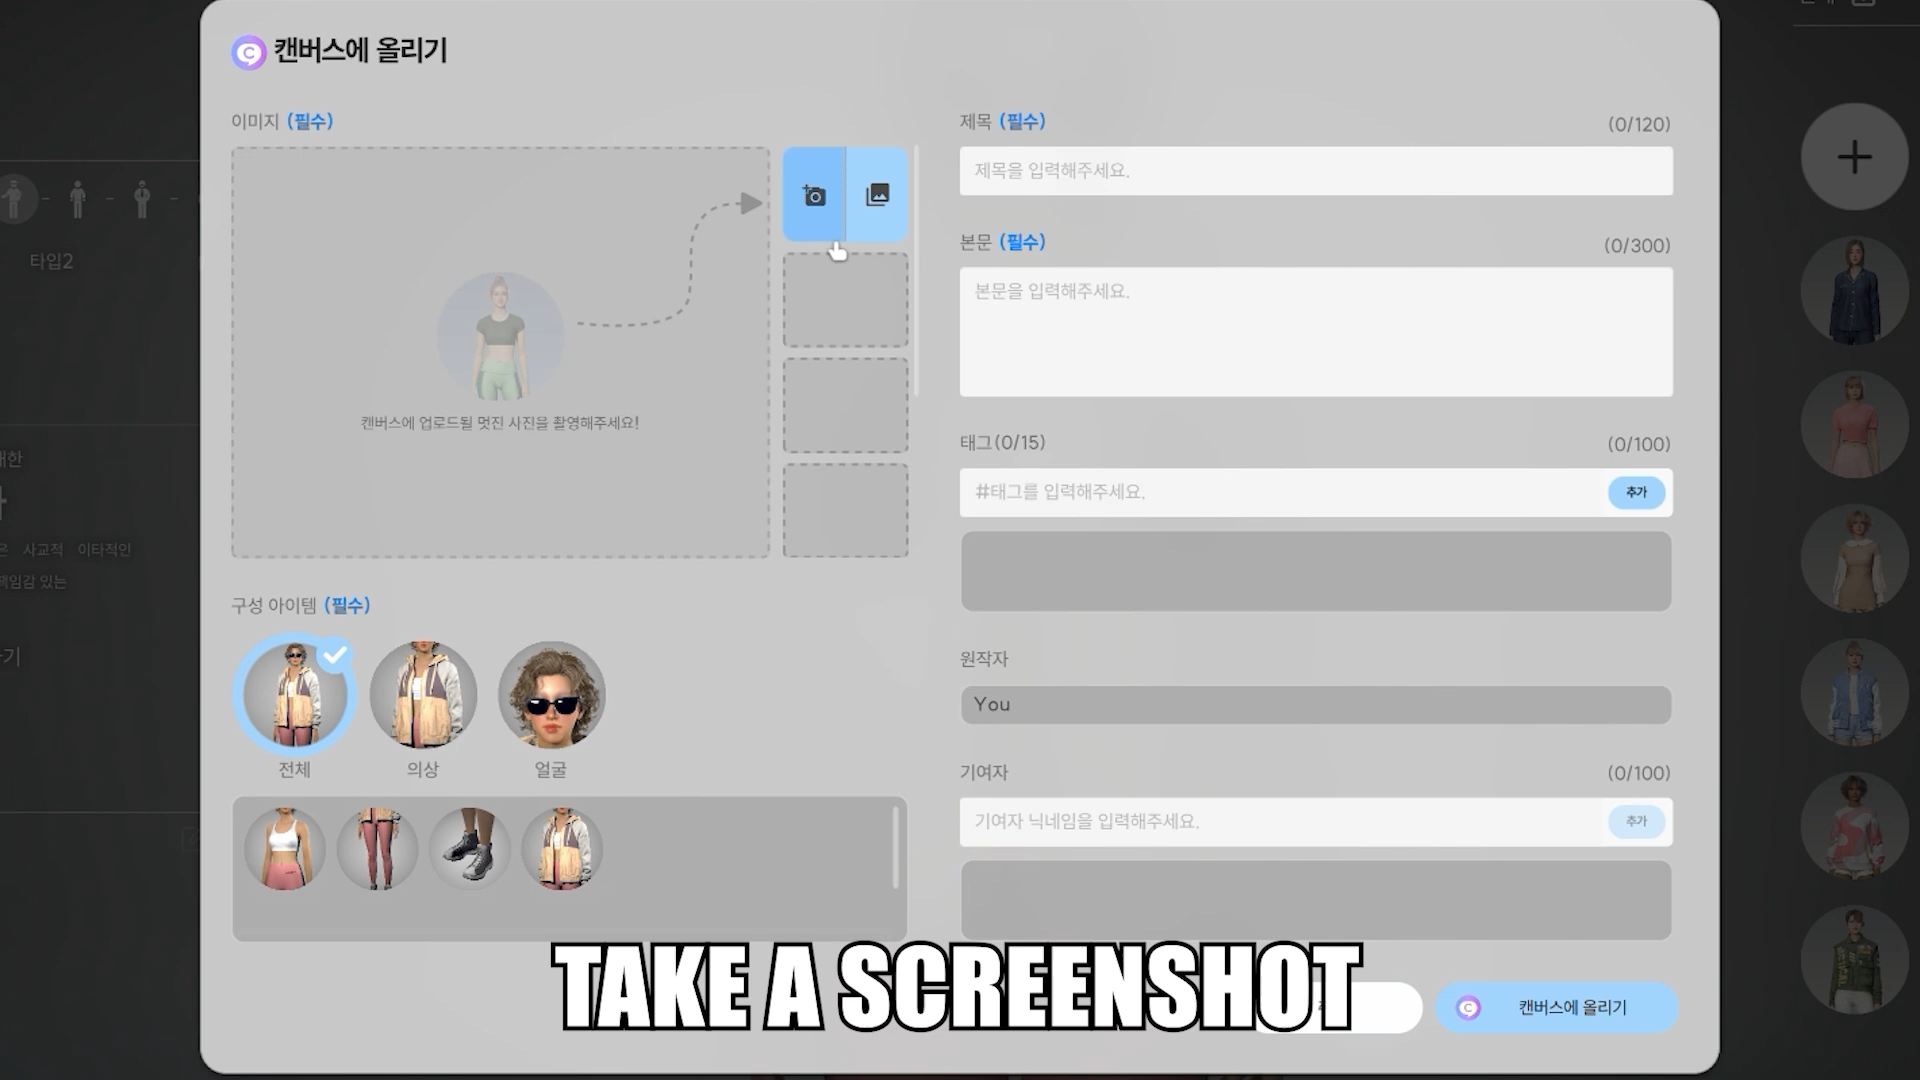 캔버스에 올리기
이미지 (필수)
캔버스에 업로드될 멋진 사진을 촬영해주세요!
구성 아이템 (필수)
전체
의상
얼굴
제목 (필수)
(0/120)
제목을 입력해주세요.
본문 (필수)
(0/300)
본문을 입력해주세요.
태그(0/15)
(0/100)
#태그를 입력해주세요.
추가
원작자
You
기여자
(0/100)
기여자 닉네임을 입력해주세요.
추가
캔버스에 올리기
TAKE A SCREENSHOT
타입2
사교적 이타적인
책임감 있는